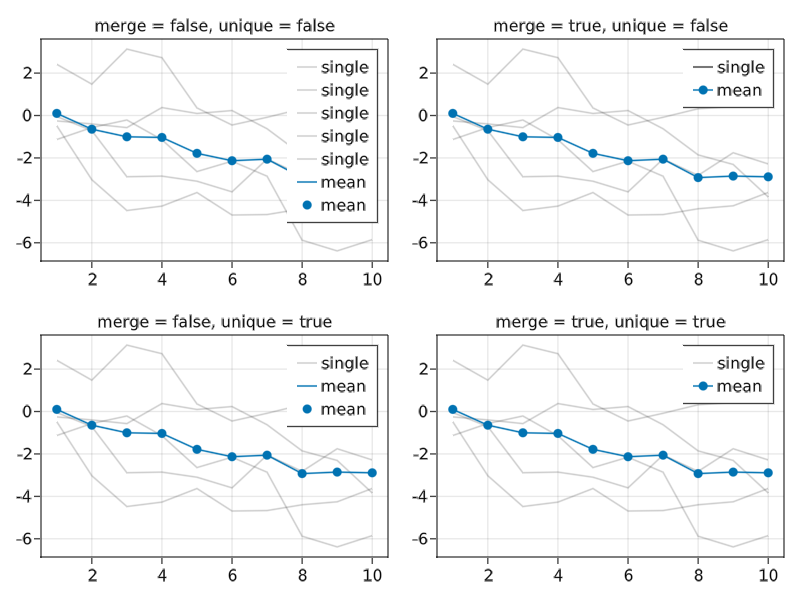 merge = false, unique = false
single
single
single
single
single
mean
mean
2
0
-2
-4
-6
2 4 6 8 10
merge = true, unique = false
single
mean
2
0
-2
-4
-6
2 4 6 8 10
merge = false, unique = true
single
mean
mean
2
0
-2
-4
-6
2 4 6 8 10
merge = true, unique = true
single
mean
2
0
-2
-4
-6
2 4 6 8 10